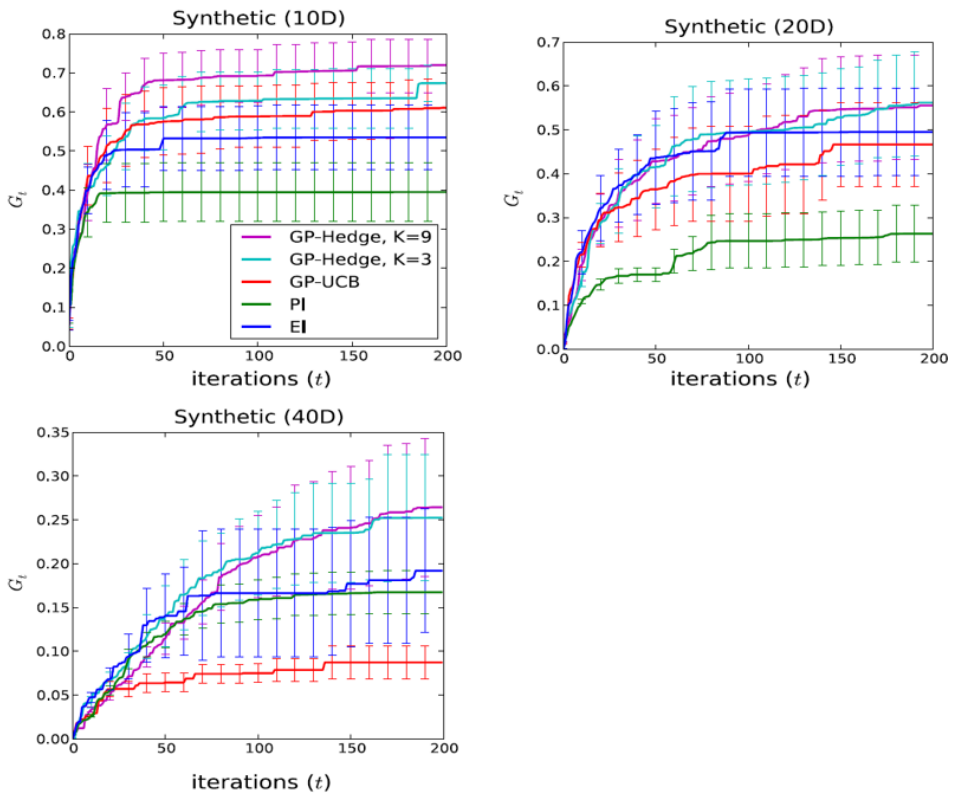 Synthetic (10D)
0.8
0.7
0.6
0.5
0.4
0.3
0.2
0.1
0.0
G_t
GP-Hedge, K=9
GP-Hedge, K=3
GP-UCB
PI
EI
0 50 100 150 200
iterations (t)
Synthetic (20D)
0.7
0.6
0.5
0.4
0.3
0.2
0.1
0.0
G_t
0 50 100 150 200
iterations (t)
Synthetic (40D)
0.35
0.30
0.25
0.20
0.15
0.10
0.05
0.00
G_t
0 50 100 150 200
iterations (t)